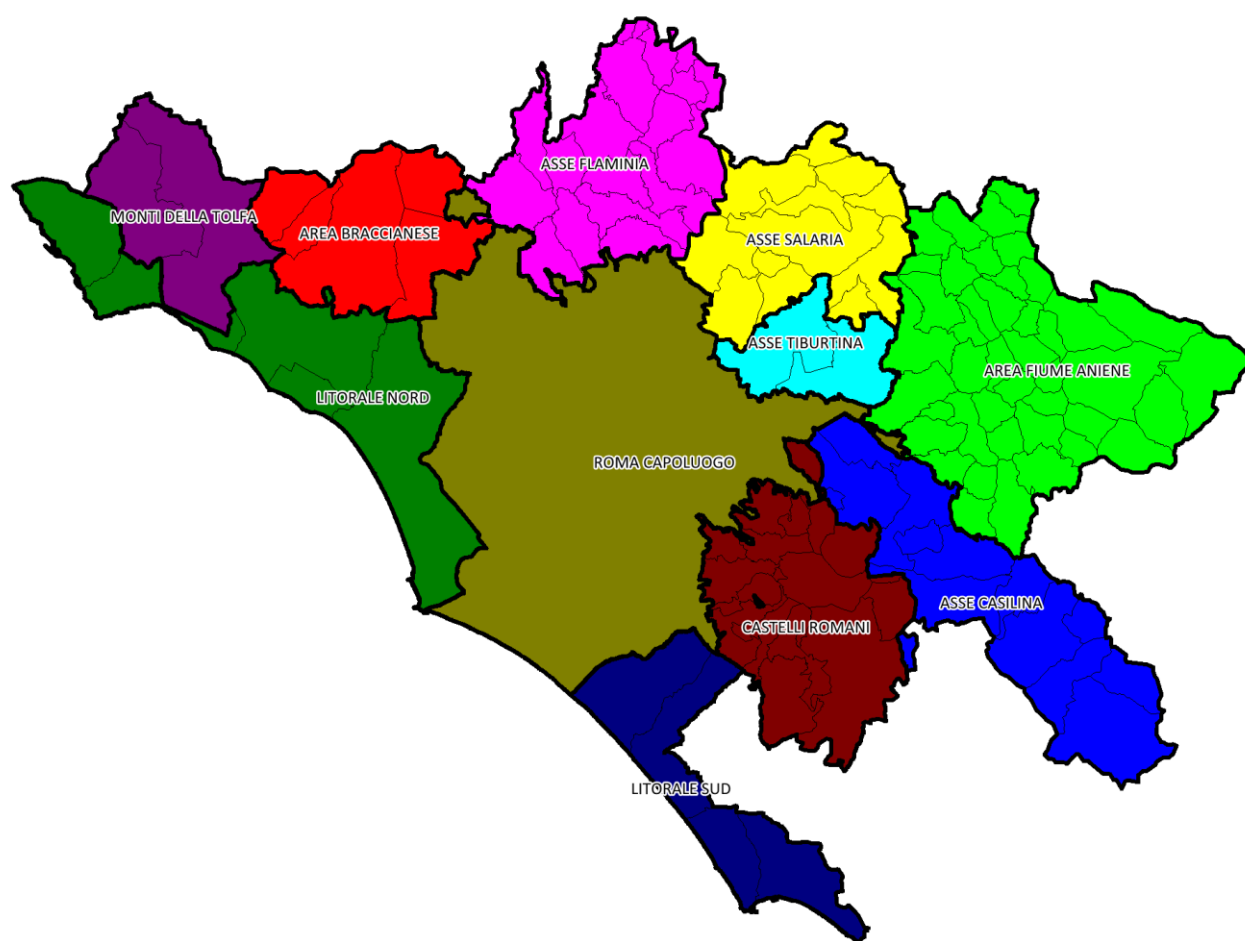 ASSE FLAMINIA
MONTI DELLA TOLFA
AREA BRACCIANESE
ASSE SALARIA
ASSE TIBURTINA
AREA FIUME ANIENE
LITORALE NORD
ROMA CAPOLUOGO
ASSE CASILINA
CASTELLI ROMANI
LITORALE SUD